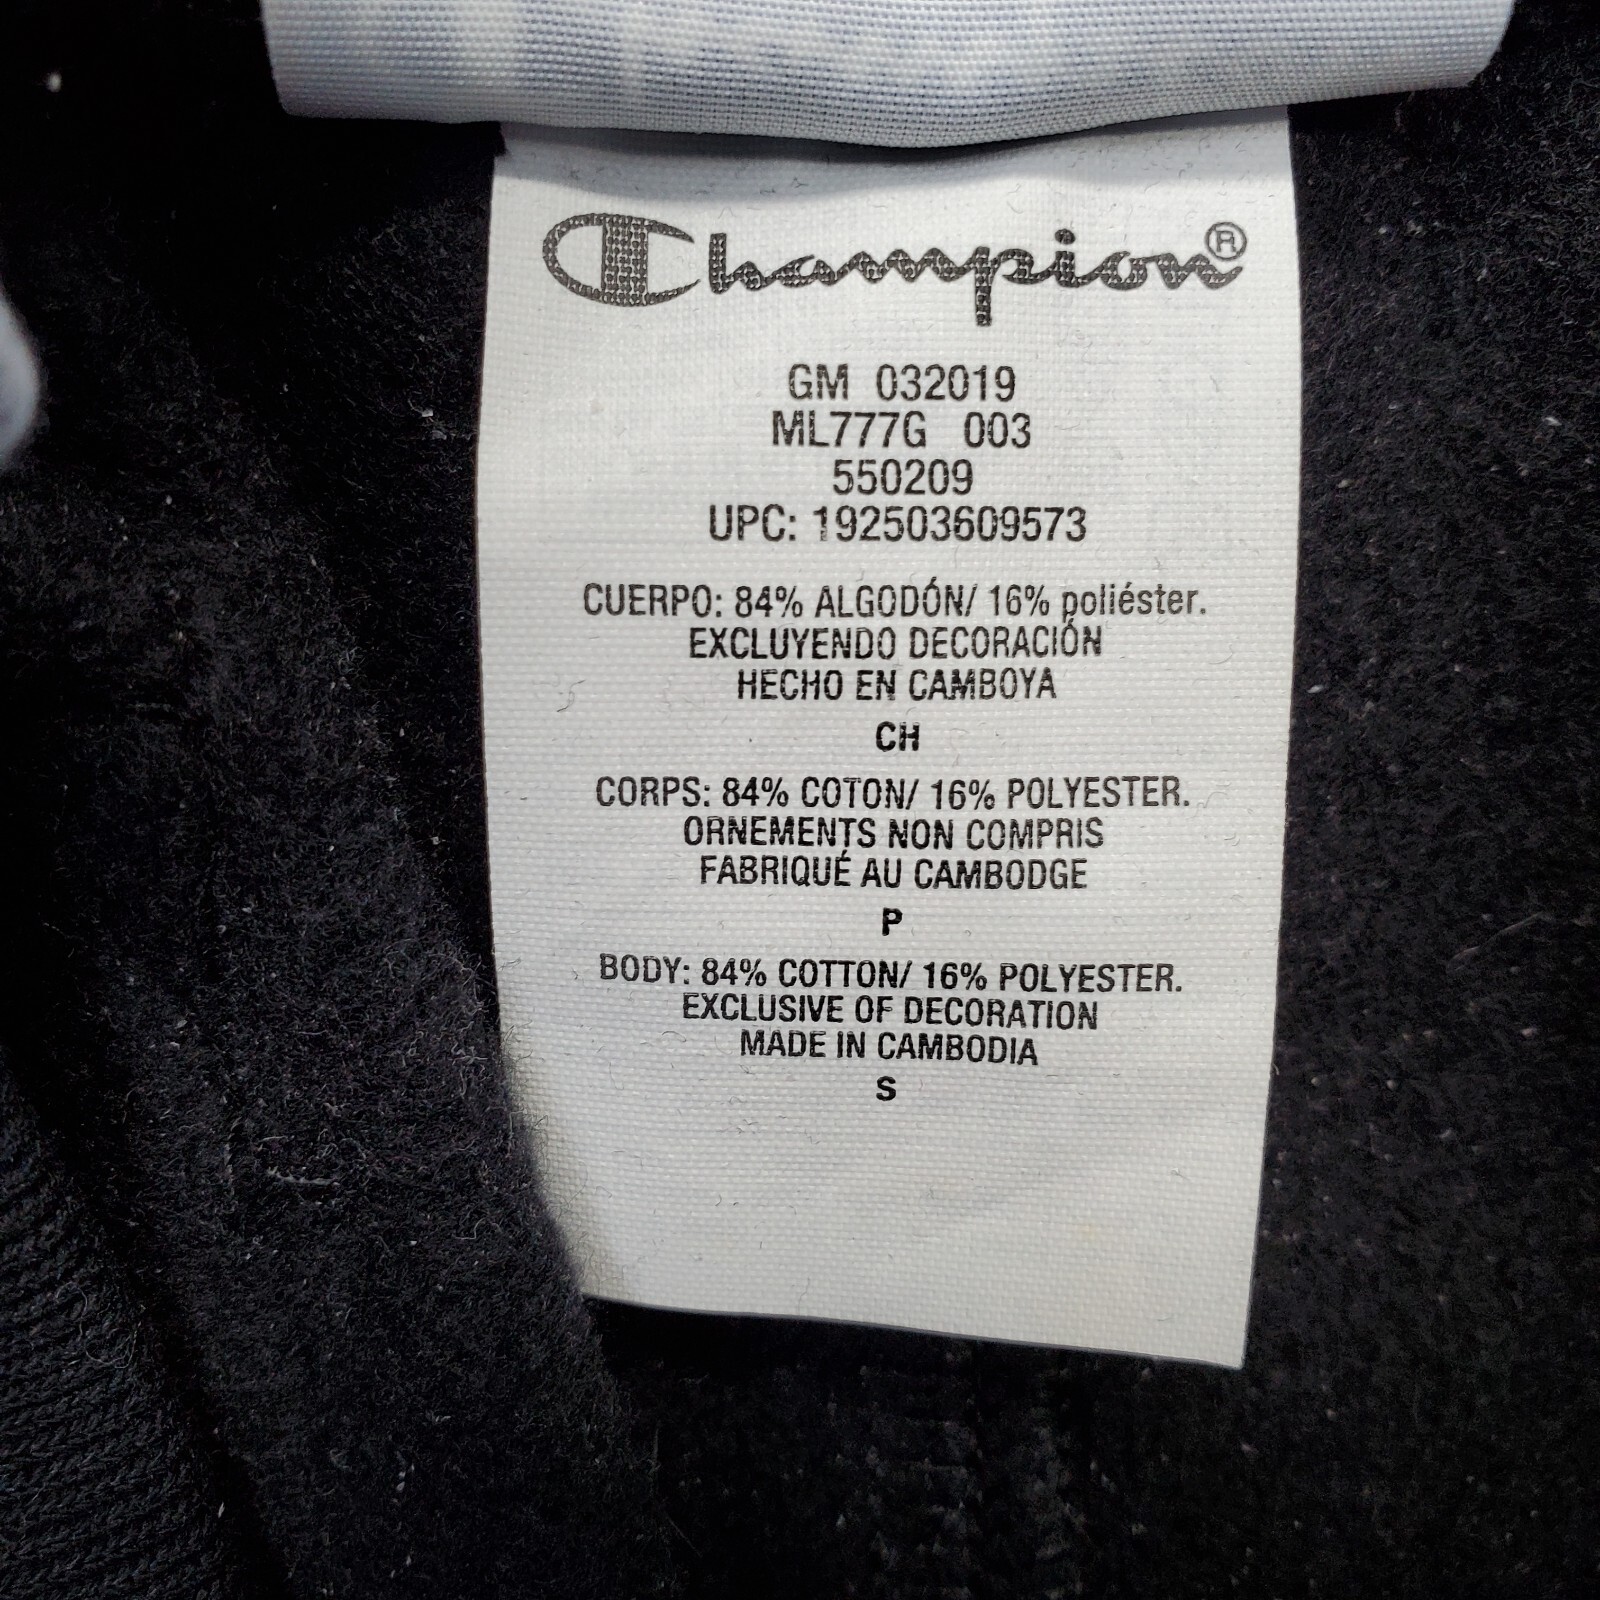 Champion®
GM 032019
ML777G 003
550209
UPC: 192503609573
CUERPO: 84% ALGODÓN/ 16% poliéster.
EXCLUYENDO DECORACIÓN
HECHO EN CAMBOYA
CH
CORPS: 84% COTON/ 16% POLYESTER.
ORNEMENTS NON COMPRIS
FABRIQUÉ AU CAMBODGE
P
BODY: 84% COTTON/ 16% POLYESTER.
EXCLUSIVE OF DECORATION
MADE IN CAMBODIA
S